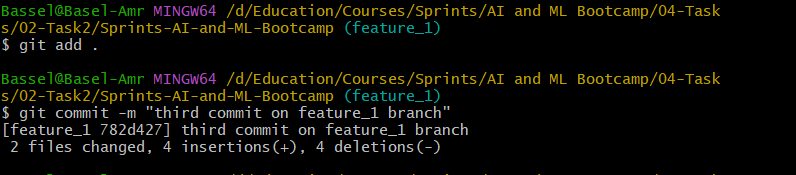 Bassel@Basel-Amr MINGW64 /d/Education/Courses/Sprints/AI and ML Bootcamp/04-Task
s/02-Task2/Sprints-AI-and-ML-Bootcamp (feature_1)
$ git add .
Bassel@Basel-Amr MINGW64 /d/Education/Courses/Sprints/AI and ML Bootcamp/04-Task
s/02-Task2/Sprints-AI-and-ML-Bootcamp (feature_1)
$ git commit -m "third commit on feature_1 branch"
[feature_1 782d427] third commit on feature_1 branch
 2 files changed, 4 insertions(+), 4 deletions(-)